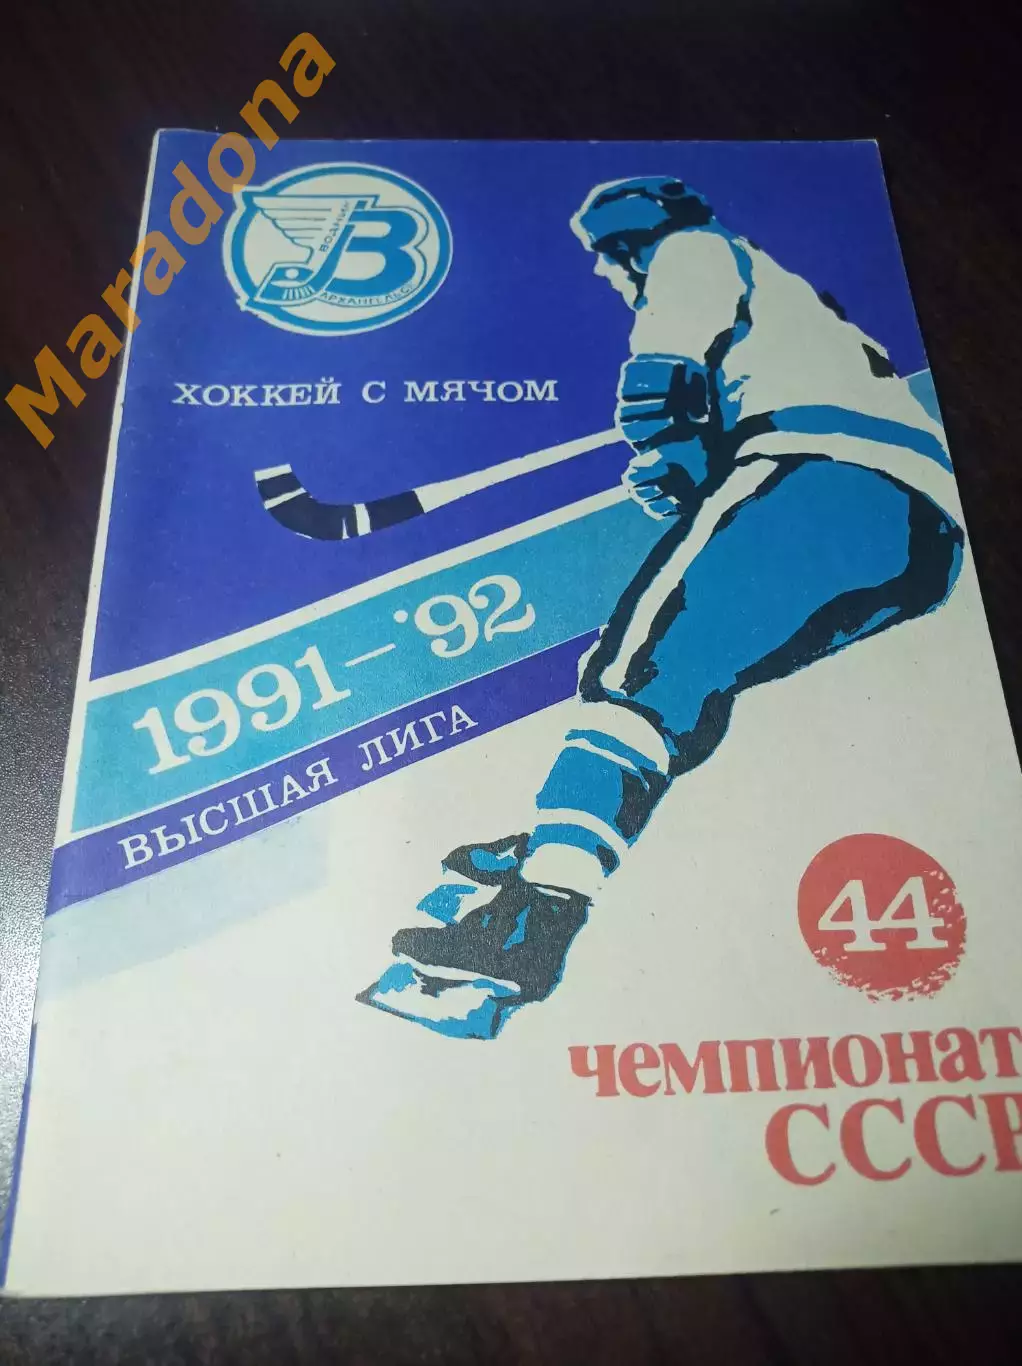 Maradona
ВОДНИК
В
АРХАНГЕЛЬСК
ХОККЕЙ С МЯЧОМ
1991–'92
ВЫСШАЯ ЛИГА
44
Чемпионат
СССР